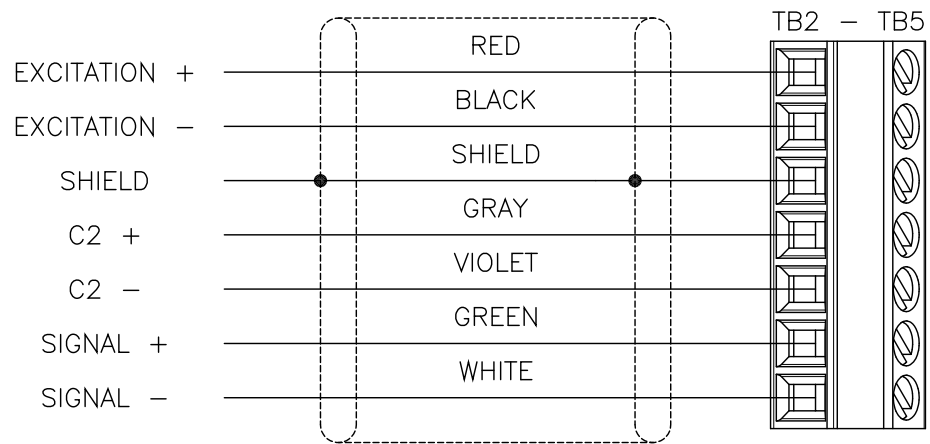 TB2 - TB5
RED
EXCITATION +
BLACK
EXCITATION -
SHIELD
SHIELD
GRAY
C2 +
VIOLET
C2 -
GREEN
SIGNAL +
WHITE
SIGNAL -